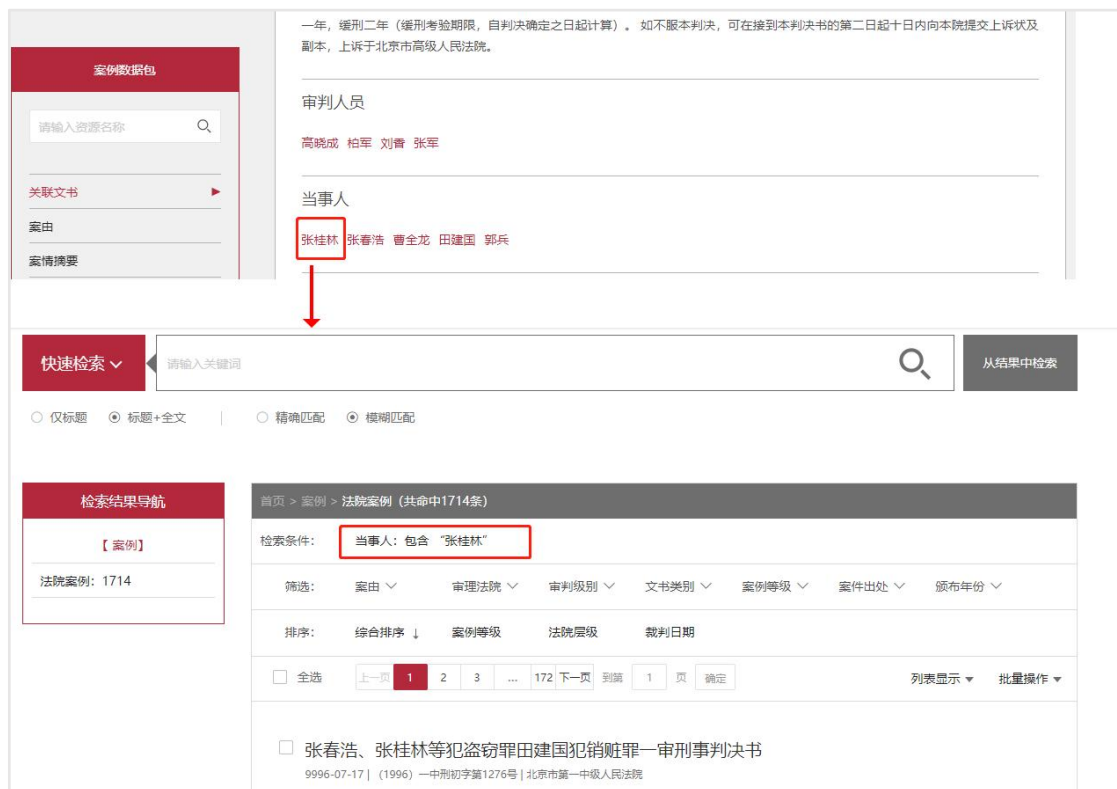 一年，缓刑二年（缓刑考验期限，自判决确定之日起计算）。 如不服本判决，可在接到本判决书的第二日起十日内向本院提交上诉状及
副本，上诉于北京市高级人民法院。
案例数据包
请输入资源名称
关联文书
案由
案情摘要
审判人员
高晓成 柏军 刘香 张军
当事人
张桂林 张春浩 曹全龙 田建国 郭兵
快速检索
请输入关键词
从结果中检索
仅标题 标题+全文 | 精确匹配 模糊匹配
检索结果导航
【 案例】
法院案例：1714
首页 > 案例 > 法院案例（共命中1714条）
检索条件： 当事人：包含 “张桂林”
筛选： 案由 审理法院 审判级别 文书类别 案例等级 案件出处 颁布年份
排序： 综合排序 ↓ 案例等级 法院层级 裁判日期
全选 上一页 1 2 3 ... 172 下一页 到第 1 页 确定 列表显示 批量操作
张春浩、张桂林等犯盗窃罪田建国犯销赃罪一审刑事判决书
9996-07-17 | （1996）一中刑初字第1276号 | 北京市第一中级人民法院